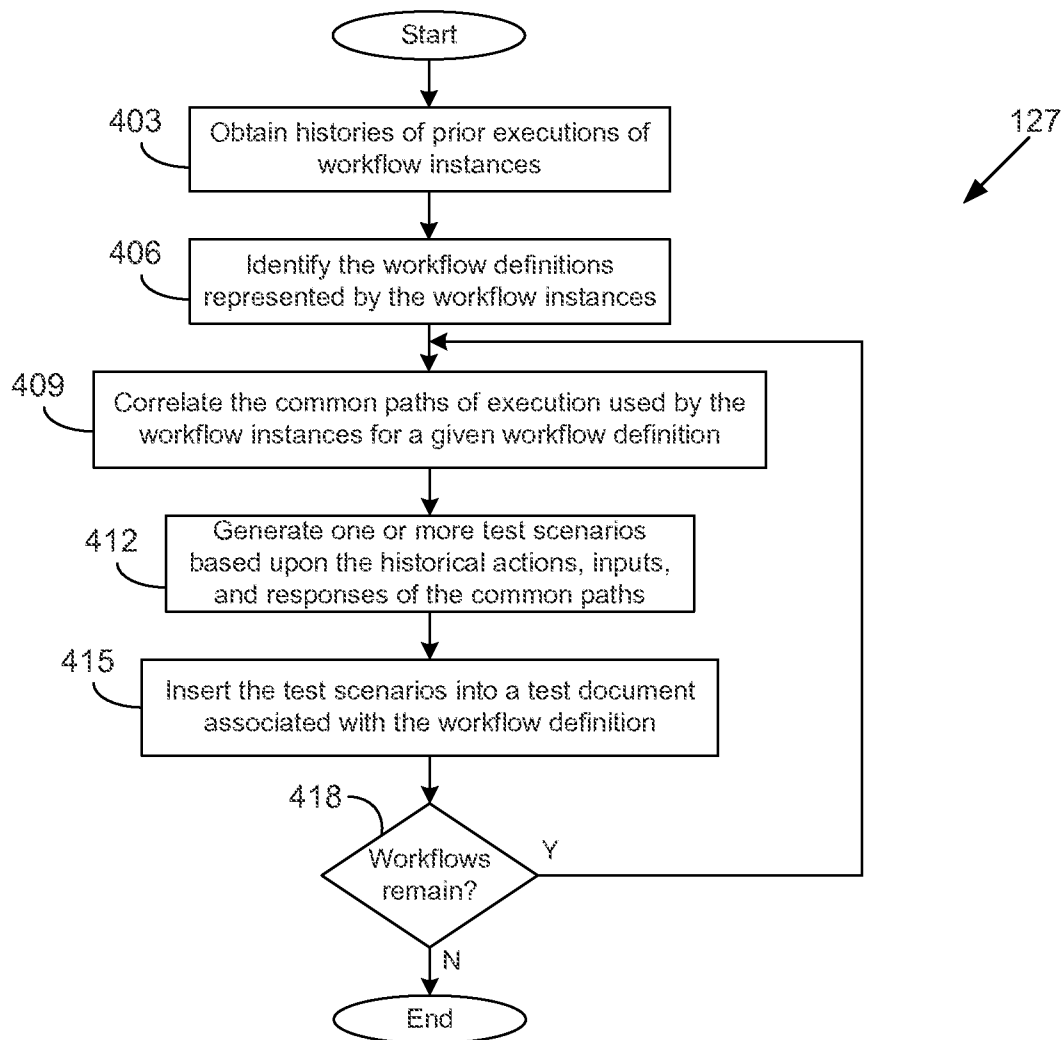 Start
403
Obtain histories of prior executions of
workflow instances
127
406
Identify the workflow definitions
represented by the workflow instances
409
Correlate the common paths of execution used by the
workflow instances for a given workflow definition
412
Generate one or more test scenarios
based upon the historical actions, inputs,
and responses of the common paths
415
Insert the test scenarios into a test document
associated with the workflow definition
418
Workflows
remain?
Y
N
End